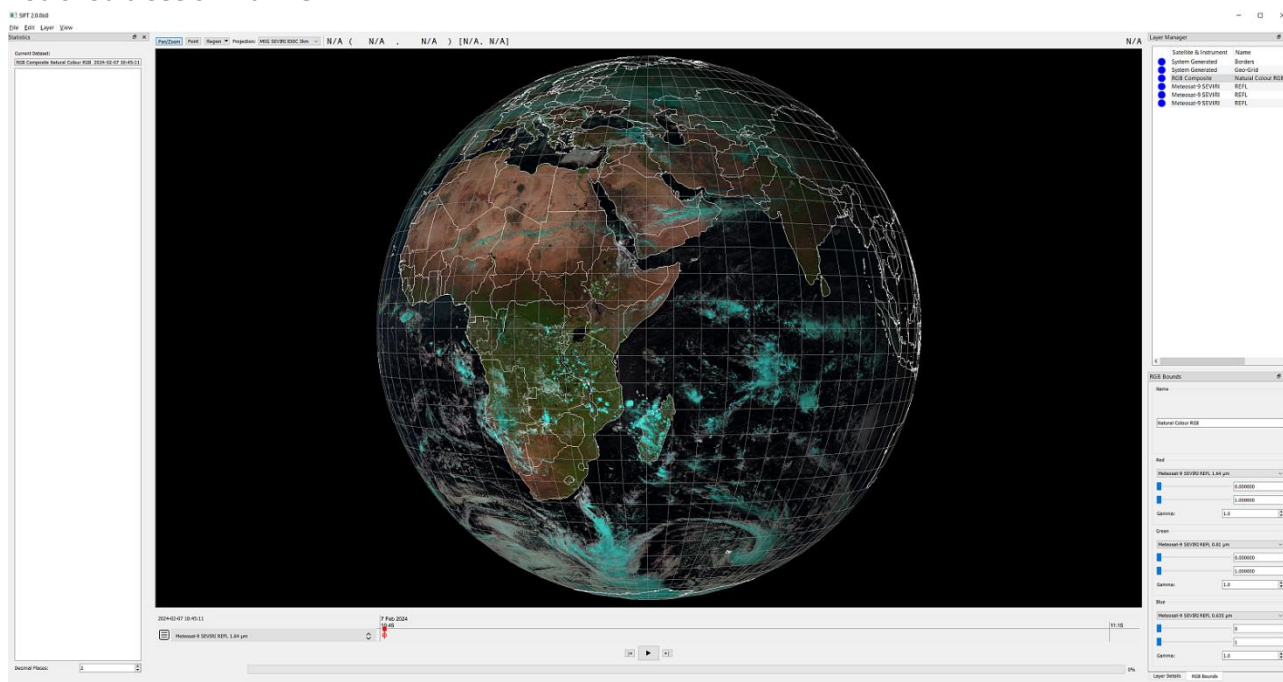 SIFT 2.0.0b0
File Edit Layer View
Statistics
Current Dataset:
RGB Composite Natural Colour RGB 2024-02-07 10:45:11
Decimal Places: 2
Pan/Zoom Point Region Projection: MSG SEVIRI IODC 3km N/A ( N/A , N/A ) [N/A, N/A] N/A
2024-02-07 10:45:11
7 Feb 2024
10:45
11:15
Meteosat-9 SEVIRI REFL 1.64 µm
0%
Layer Manager
Satellite & Instrument Name
System Generated Borders
System Generated Geo-Grid
RGB Composite Natural Colour RGB
Meteosat-9 SEVIRI REFL
Meteosat-9 SEVIRI REFL
Meteosat-9 SEVIRI REFL
RGB Bounds
Name
Natural Colour RGB
Red
Meteosat-9 SEVIRI REFL 1.64 µm
0.000000
1.000000
Gamma: 1.0
Green
Meteosat-9 SEVIRI REFL 0.81 µm
0.000000
1.000000
Gamma: 1.0
Blue
Meteosat-9 SEVIRI REFL 0.635 µm
0
1
Gamma: 1.0
Layer Details RGB Bounds